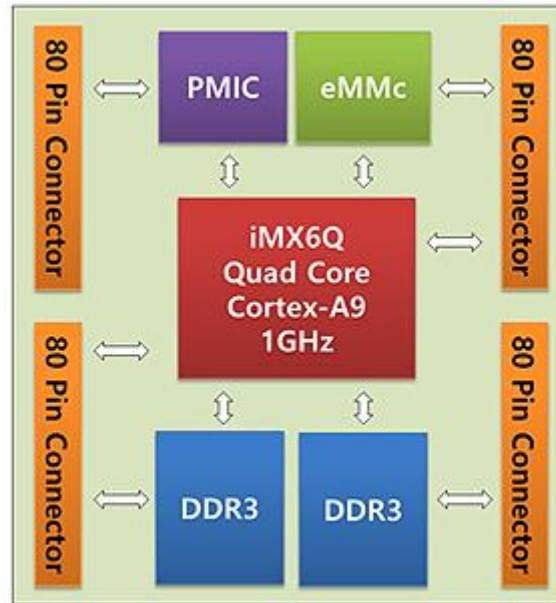 80 Pin Connector
PMIC
eMMc
80 Pin Connector
iMX6Q
Quad Core
Cortex-A9
1GHz
80 Pin Connector
DDR3
DDR3
80 Pin Connector